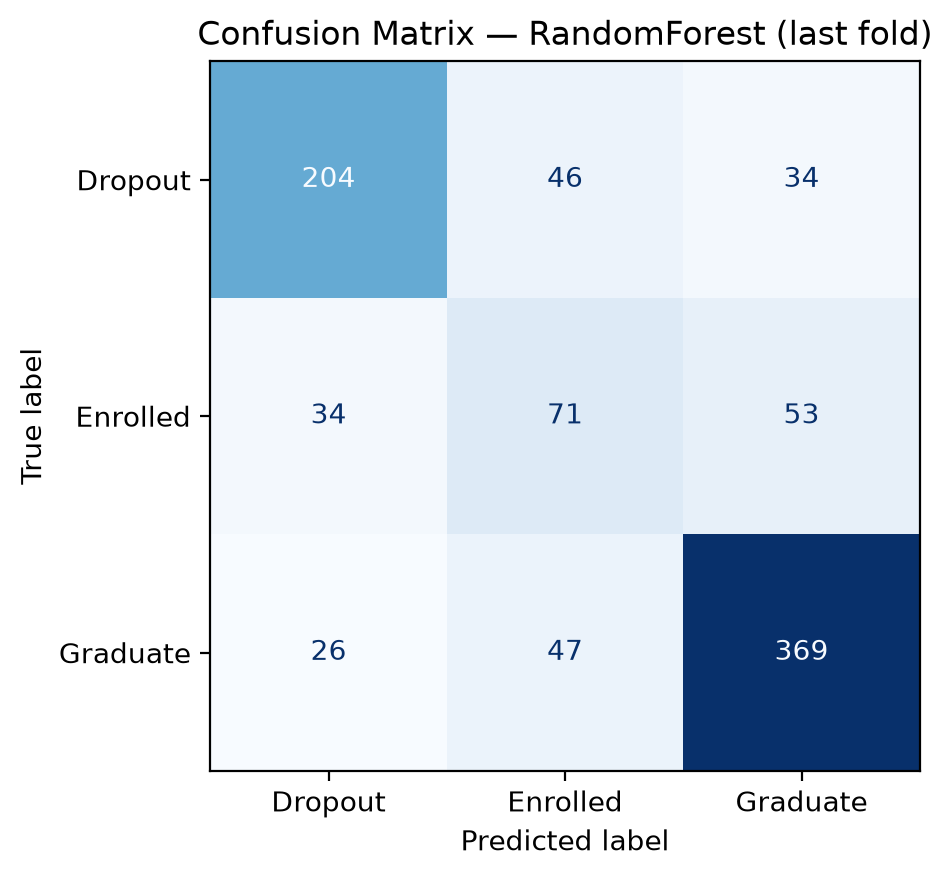 Confusion Matrix — RandomForest (last fold)
Dropout 204 46 34
True label
Enrolled 34 71 53
Graduate 26 47 369
Dropout Enrolled Graduate
Predicted label